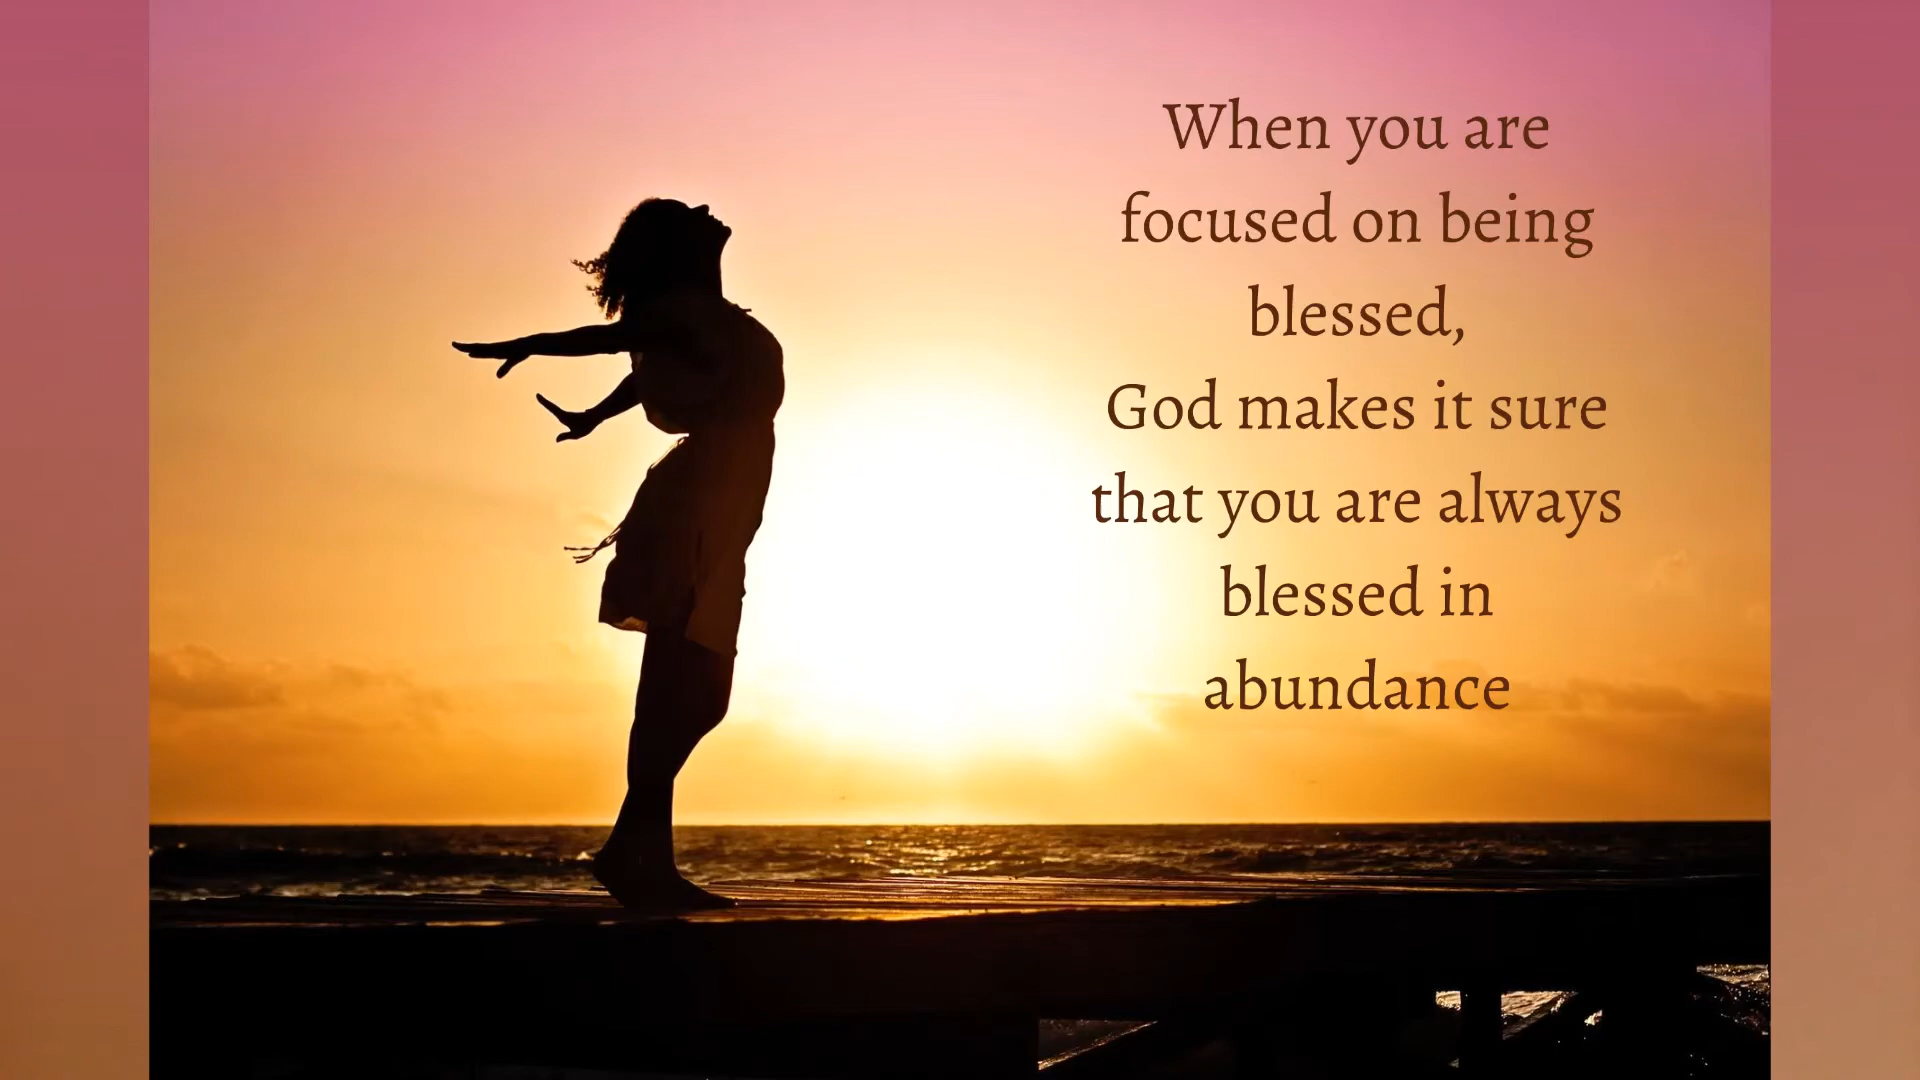 When you are
focused on being
blessed,
God makes it sure
that you are always
blessed in
abundance